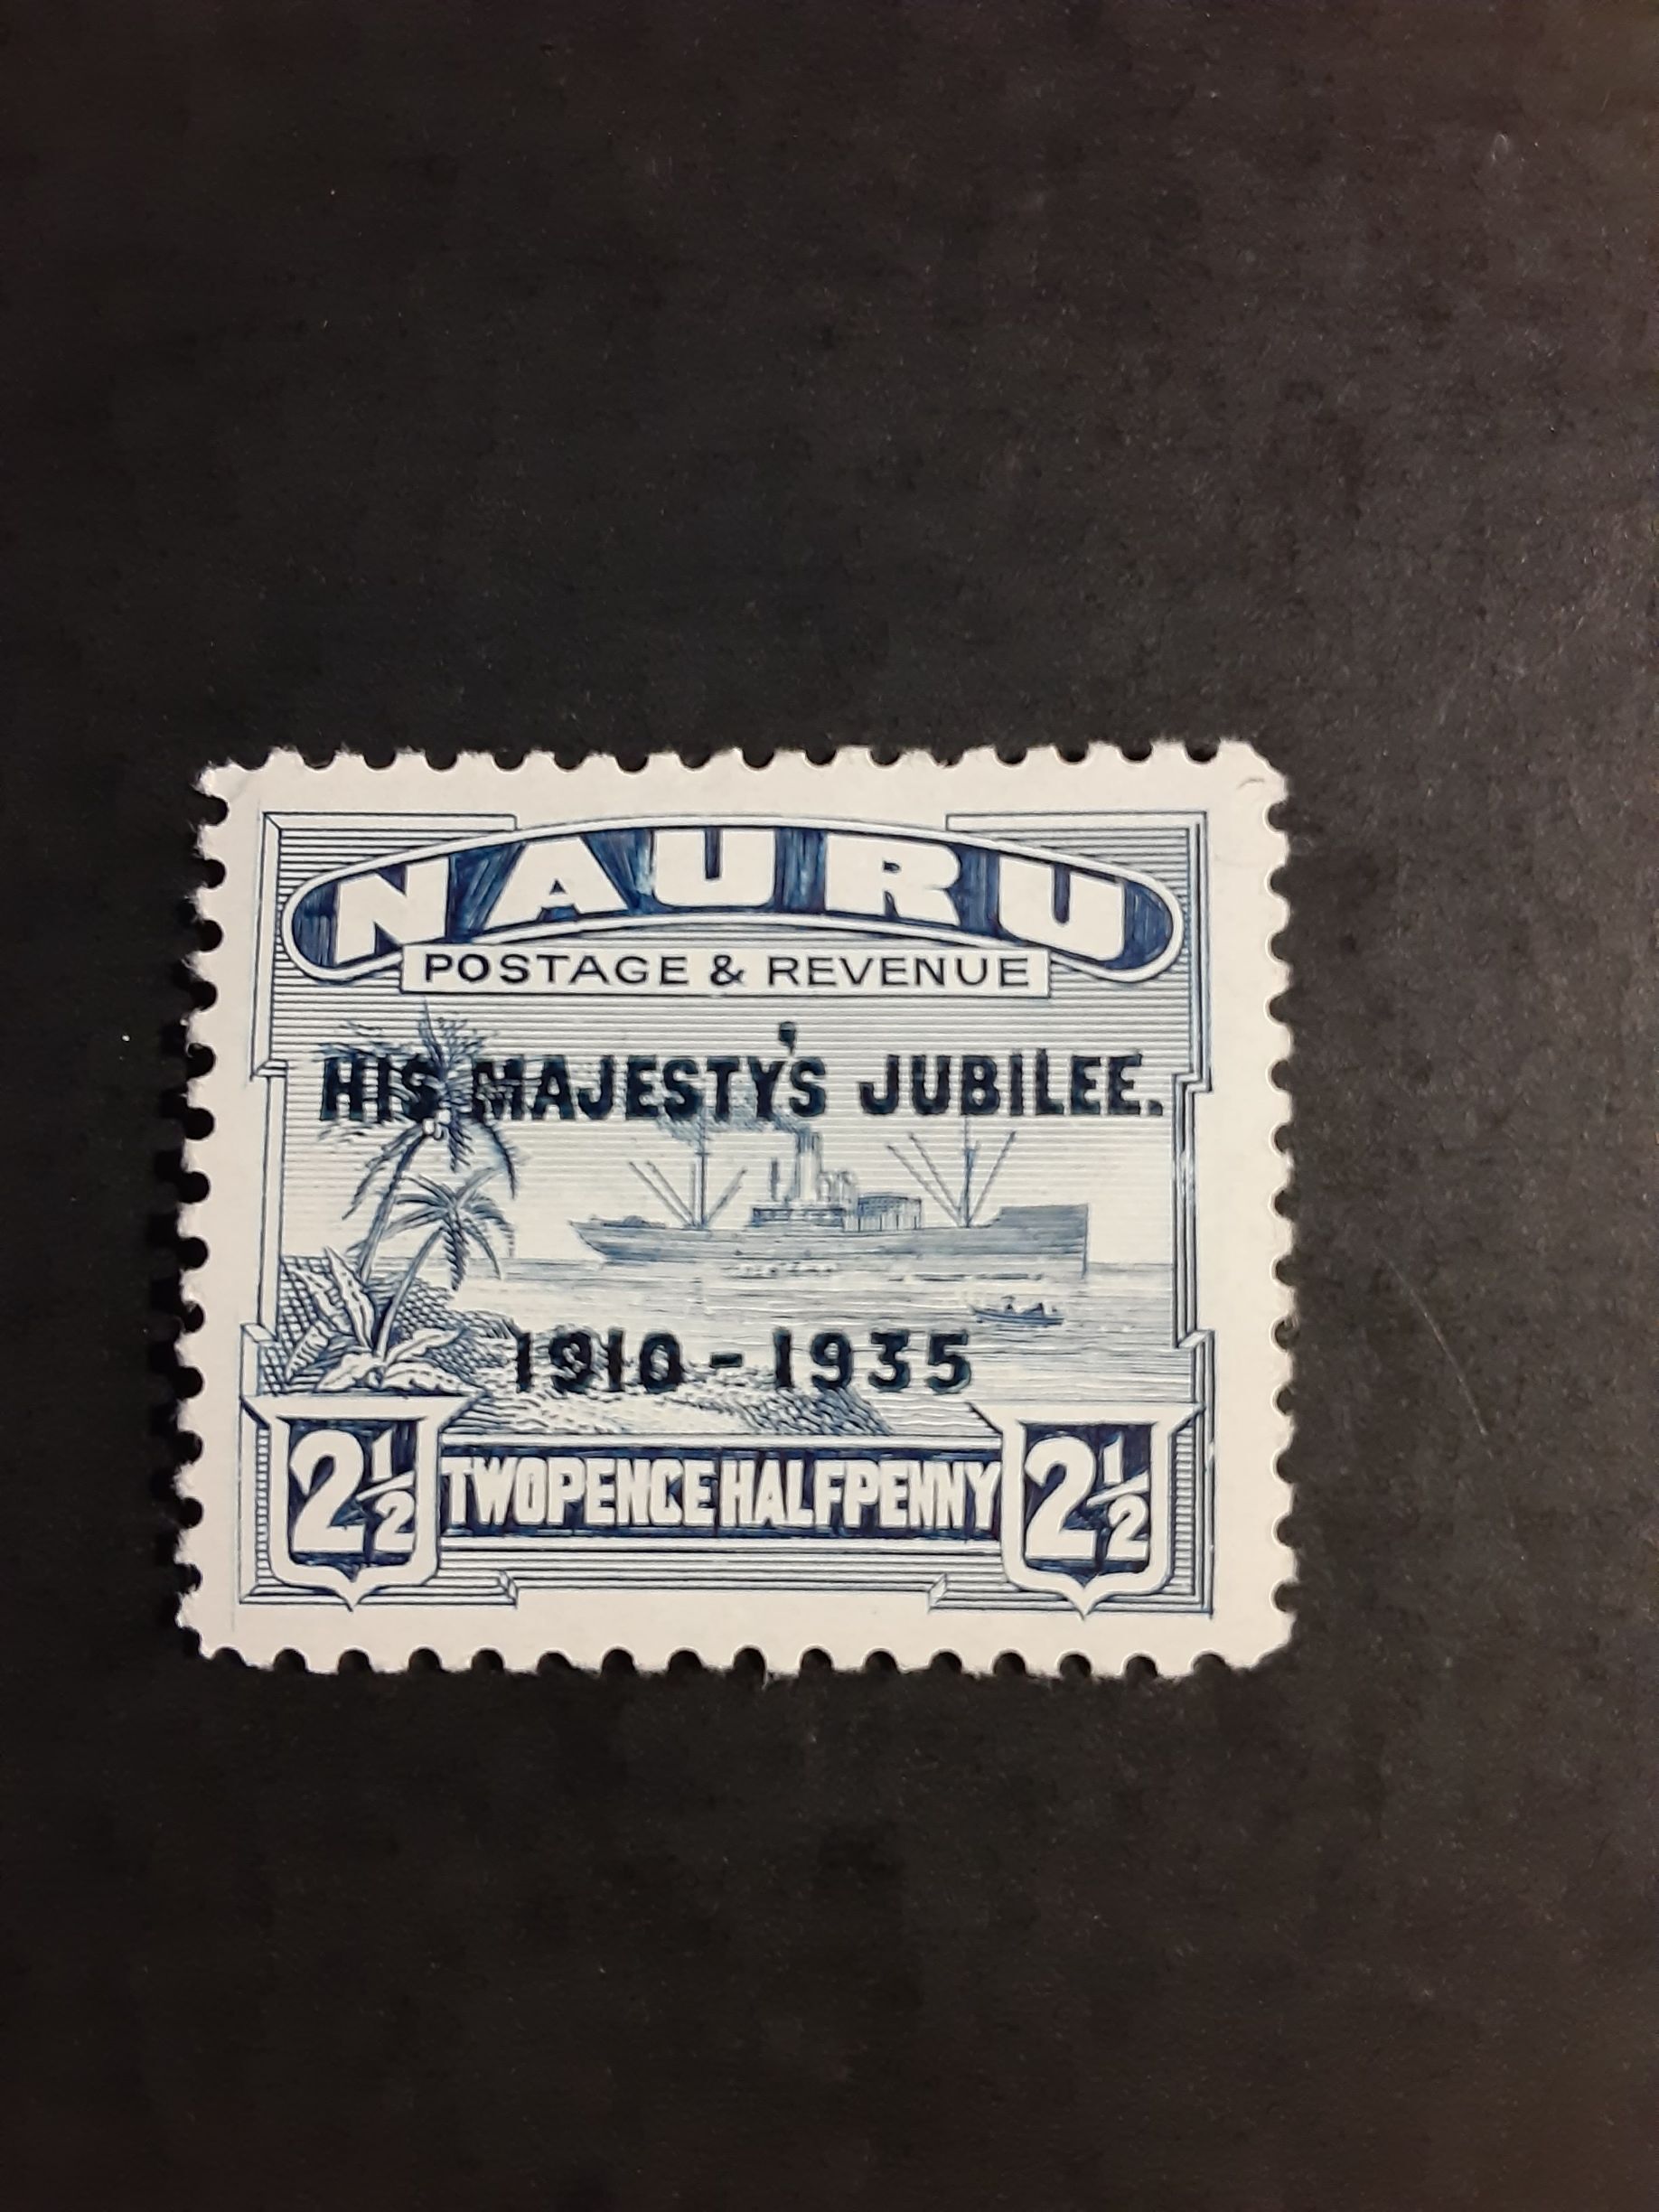 NAURU
POSTAGE & REVENUE
HIS MAJESTY'S JUBILEE.
1910 - 1935
2½ TWOPENCE HALFPENNY 2½